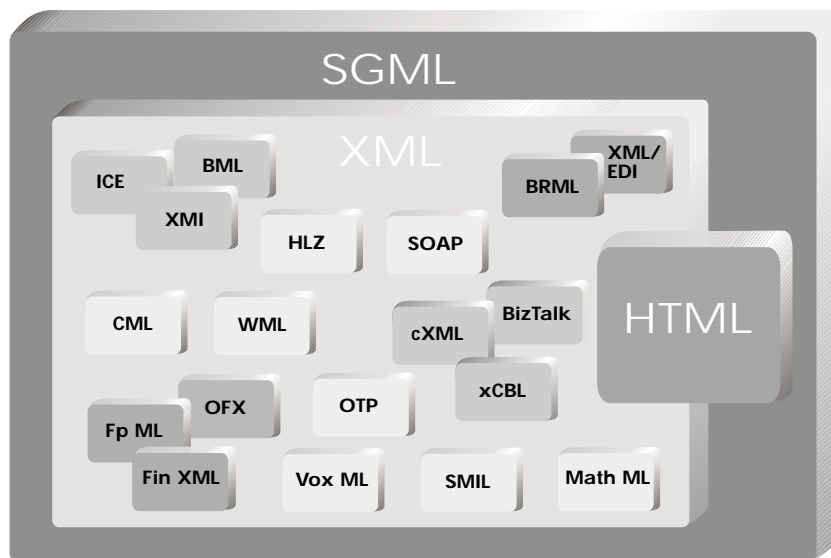 SGML
XML
ICE
BML
XMI
HLZ
SOAP
BRML
XML/
EDI
HTML
CML
WML
cXML
BizTalk
xCBL
OFX
OTP
Fp ML
Fin XML
Vox ML
SMIL
Math ML